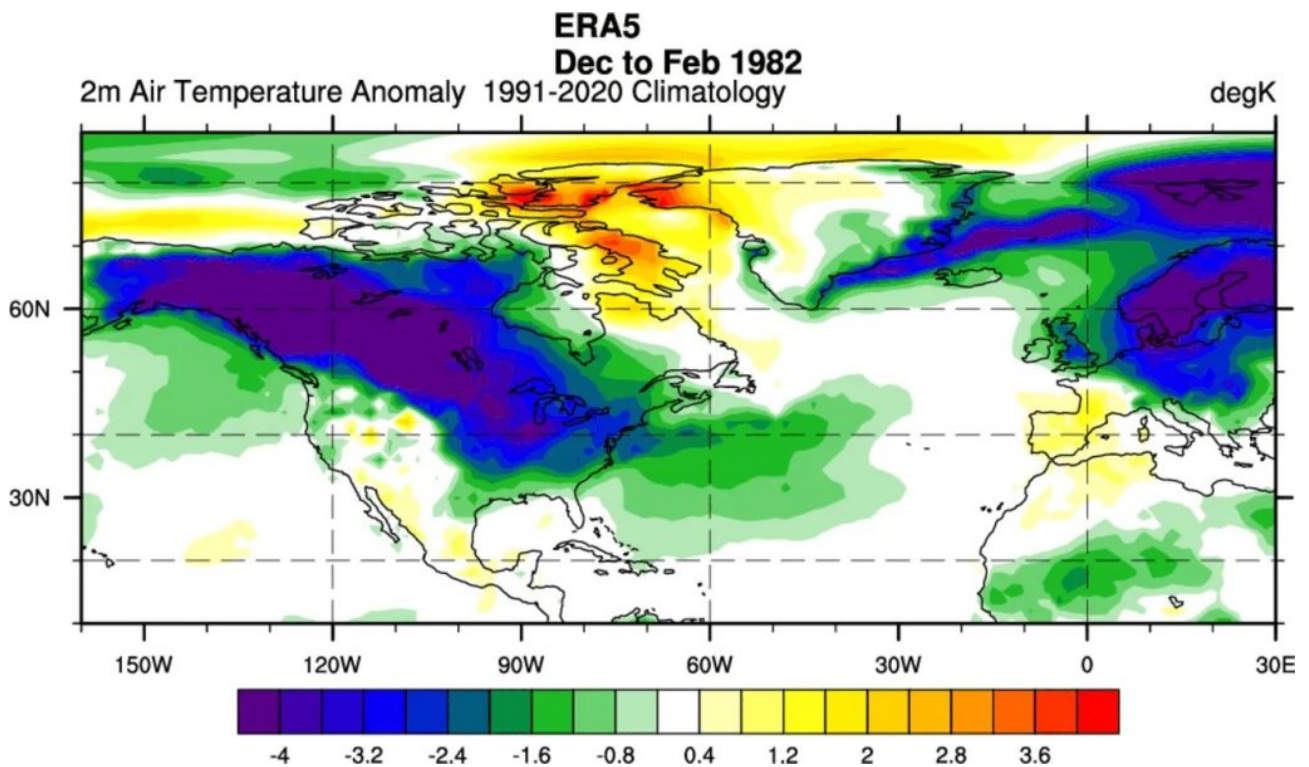 ERA5
Dec to Feb 1982
2m Air Temperature Anomaly 1991-2020 Climatology degK
60N
30N
150W 120W 90W 60W 30W 0 30E
-4 -3.2 -2.4 -1.6 -0.8 0.4 1.2 2 2.8 3.6